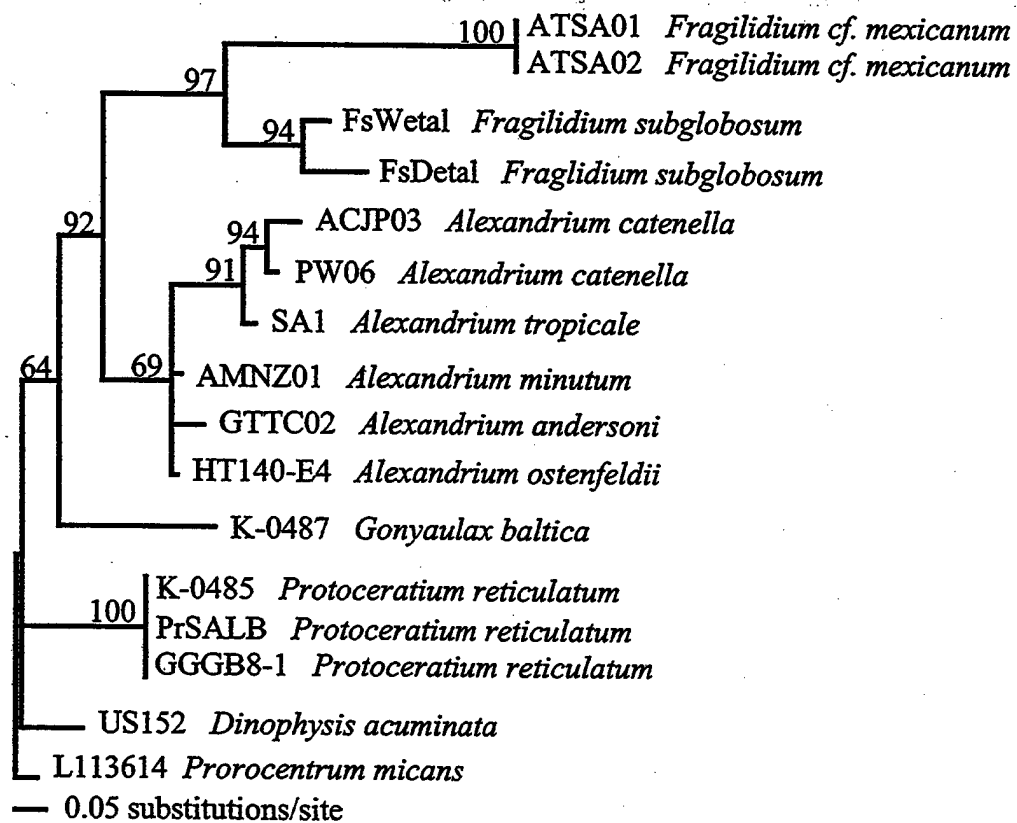 100 ATSA01 Fragilidium cf. mexicanum
ATSA02 Fragilidium cf. mexicanum
97
94 FsWetal Fragilidium subglobosum
FsDetal Fraglidium subglobosum
92
ACJP03 Alexandrium catenella
94
91 PW06 Alexandrium catenella
SA1 Alexandrium tropicale
64 69 AMNZ01 Alexandrium minutum
GTTC02 Alexandrium andersoni
HT140-E4 Alexandrium ostenfeldii
K-0487 Gonyaulax baltica
K-0485 Protoceratium reticulatum
100 PrSALB Protoceratium reticulatum
GGGB8-1 Protoceratium reticulatum
US152 Dinophysis acuminata
L113614 Prorocentrum micans
0.05 substitutions/site